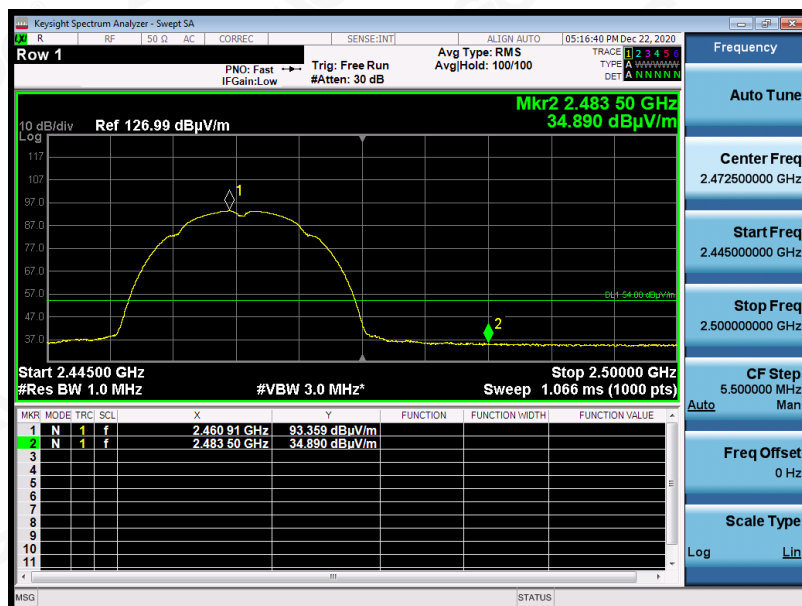 Keysight Spectrum Analyzer - Swept SA
R RF 50 Ω AC CORREC SENSE:INT ALIGN AUTO 05:16:40 PM Dec 22, 2020
Row 1
PNO: Fast
IFGain:Low
Trig: Free Run
#Atten: 30 dB
Avg Type: RMS
Avg|Hold: 100/100
TRACE 1 2 3 4 5 6
TYPE A WWWWW
DET A N N N N N
Mkr2 2.483 50 GHz
34.890 dBµV/m
10 dB/div Ref 126.99 dBµV/m
Log
117
107
97.0
87.0
77.0
67.0
57.0
47.0
37.0
1
2
DL1 54.00 dBµV/m
Start 2.44500 GHz Stop 2.50000 GHz
#Res BW 1.0 MHz #VBW 3.0 MHz* Sweep 1.066 ms (1000 pts)
MKR MODE TRC SCL X Y FUNCTION FUNCTION WIDTH FUNCTION VALUE
1 N 1 f 2.460 91 GHz 93.359 dBµV/m
2 N 1 f 2.483 50 GHz 34.890 dBµV/m
3
4
5
6
7
8
9
10
11
MSG STATUS
Frequency
Auto Tune
Center Freq
2.472500000 GHz
Start Freq
2.445000000 GHz
Stop Freq
2.500000000 GHz
CF Step
5.500000 MHz
Auto Man
Freq Offset
0 Hz
Scale Type
Log Lin